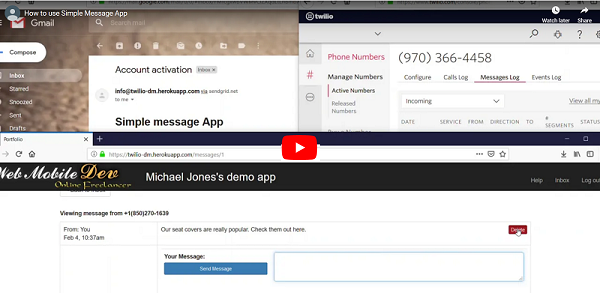 How to use Simple Message App
Gmail
Search mail
Compose
Inbox
Starred
Snoozed
Sent
Drafts
Account activation Inbox ×
info@twilio-dm.herokuapp.com via sendgrid.net
to me
Simple message App
twilio
Watch later
Share
Phone Numbers
Manage Numbers
Active Numbers
Released
Numbers
(970) 366-4458
Configure Calls Log Messages Log Events Log
Incoming
View all my
DATE SERVICE FROM DIRECTION TO # SEGMENTS STATUS
Portfolio
https://twilio-dm.herokuapp.com/messages/1
Web Mobile Dev
Online Freelancer
Michael Jones's demo app
Help Inbox Log out
Viewing message from +1(850)270-1639
From: You
Feb 4, 10:37am
Our seat covers are really popular. Check them out here.
Delete
Your Message:
Send Message